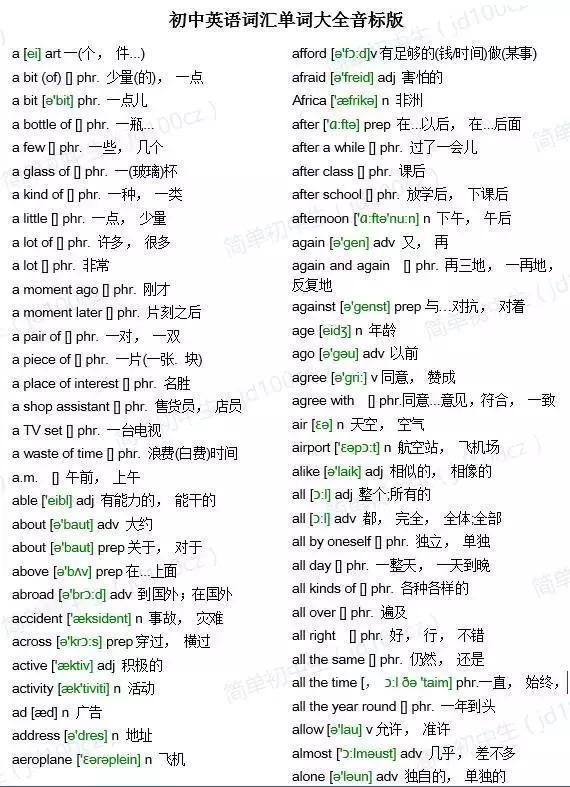 初中英语词汇单词大全音标版
a [ei] art 一(个， 件...)
a bit (of) [] phr. 少量(的)， 一点
a bit [ə'bit] phr. 一点儿
a bottle of [] phr. 一瓶...
a few [] phr. 一些， 几个
a glass of [] phr. 一(玻璃)杯
a kind of [] phr. 一种， 一类
a little [] phr. 一点， 少量
a lot of [] phr. 许多， 很多
a lot [] phr. 非常
a moment ago [] phr. 刚才
a moment later [] phr. 片刻之后
a pair of [] phr. 一对， 一双
a piece of [] phr. 一片(一张. 块)
a place of interest [] phr. 名胜
a shop assistant [] phr. 售货员， 店员
a TV set [] phr. 一台电视
a waste of time [] phr. 浪费(白费)时间
a.m. [] 午前， 上午
able ['eibl] adj 有能力的， 能干的
about [ə'baut] adv 大约
about [ə'baut] prep 关于， 对于
above [ə'bʌv] prep 在...上面
abroad [ə'brɔ:d] adv 到国外；在国外
accident ['æksidənt] n 事故， 灾难
across [ə'krɔ:s] prep 穿过， 横过
active ['æktiv] adj 积极的
activity [æk'tiviti] n 活动
ad [æd] n 广告
address [ə'dres] n 地址
aeroplane ['ɛərəplein] n 飞机
afford [ə'fɔ:d]v 有足够的(钱/时间)做(某事)
afraid [ə'freid] adj 害怕的
Africa ['æfrikə] n 非洲
after ['ɑ:ftə] prep 在...以后， 在...后面
after a while [] phr. 过了一会儿
after class [] phr. 课后
after school [] phr. 放学后， 下课后
afternoon ['ɑ:ftə'nu:n] n 下午， 午后
again [ə'gen] adv 又， 再
again and again [] phr. 再三地， 一再地，
反复地
against [ə'genst] prep 与...对抗， 对着
age [eidʒ] n 年龄
ago [ə'gəu] adv 以前
agree [ə'gri:] v 同意， 赞成
agree with [] phr.同意...意见，符合， 一致
air [ɛə] n 天空， 空气
airport ['ɛəpɔ:t] n 航空站， 飞机场
alike [ə'laik] adj 相似的， 相像的
all [ɔ:l] adj 整个;所有的
all [ɔ:l] adv 都， 完全， 全体;全部
all by oneself [] phr. 独立， 单独
all day [] phr. 一整天， 一天到晚
all kinds of [] phr. 各种各样的
all over [] phr. 遍及
all right [] phr. 好， 行， 不错
all the same [] phr. 仍然， 还是
all the time [， ɔ:l ðə 'taim] phr.一直， 始终，
all the year round [] phr. 一年到头
allow [ə'lau] v 允许， 准许
almost ['ɔ:lməust] adv 几乎， 差不多
alone [ə'ləun] adv 独自的， 单独的